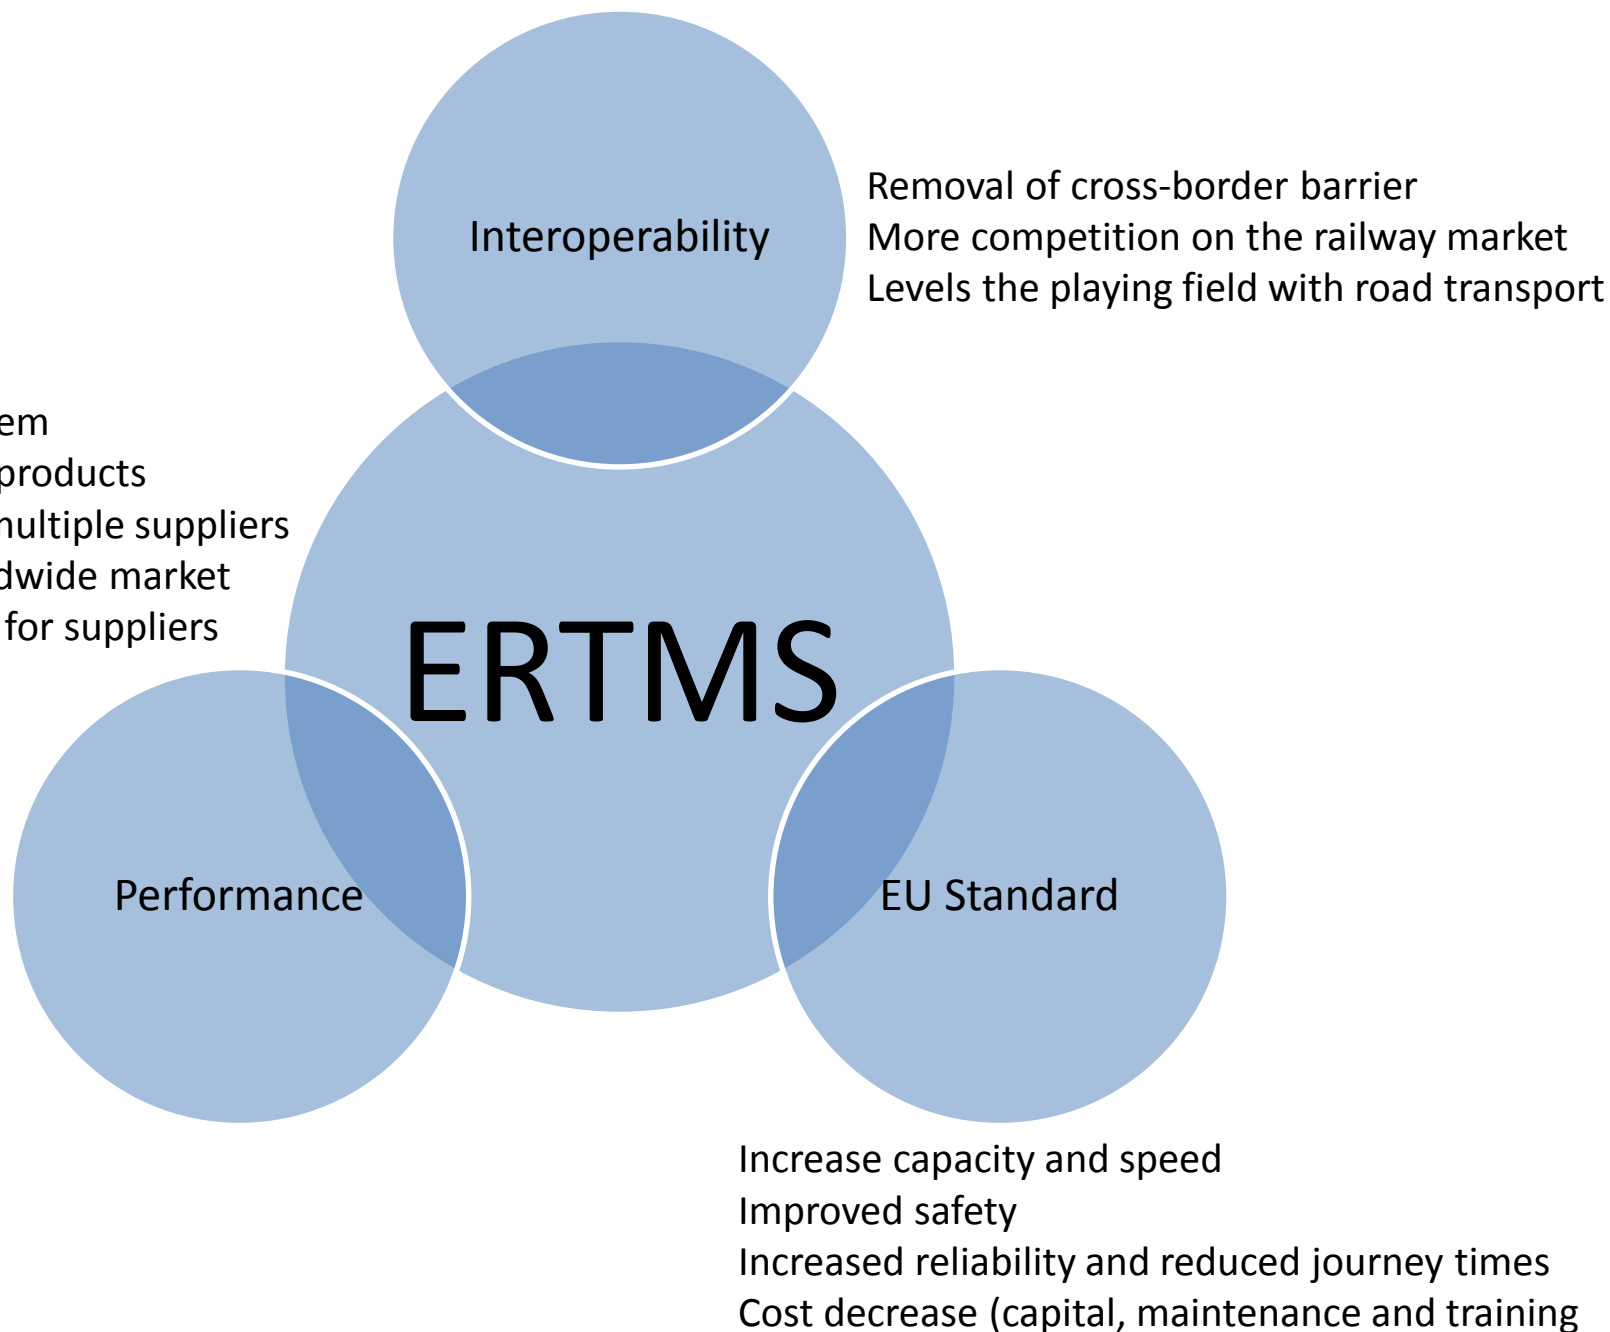 Interoperability
Removal of cross-border barrier
More competition on the railway market
Levels the playing field with road transport
products
multiple suppliers
market
for suppliers
ERTMS
Performance
EU Standard
Increase capacity and speed
Improved safety
Increased reliability and reduced journey times
Cost decrease (capital, maintenance and training